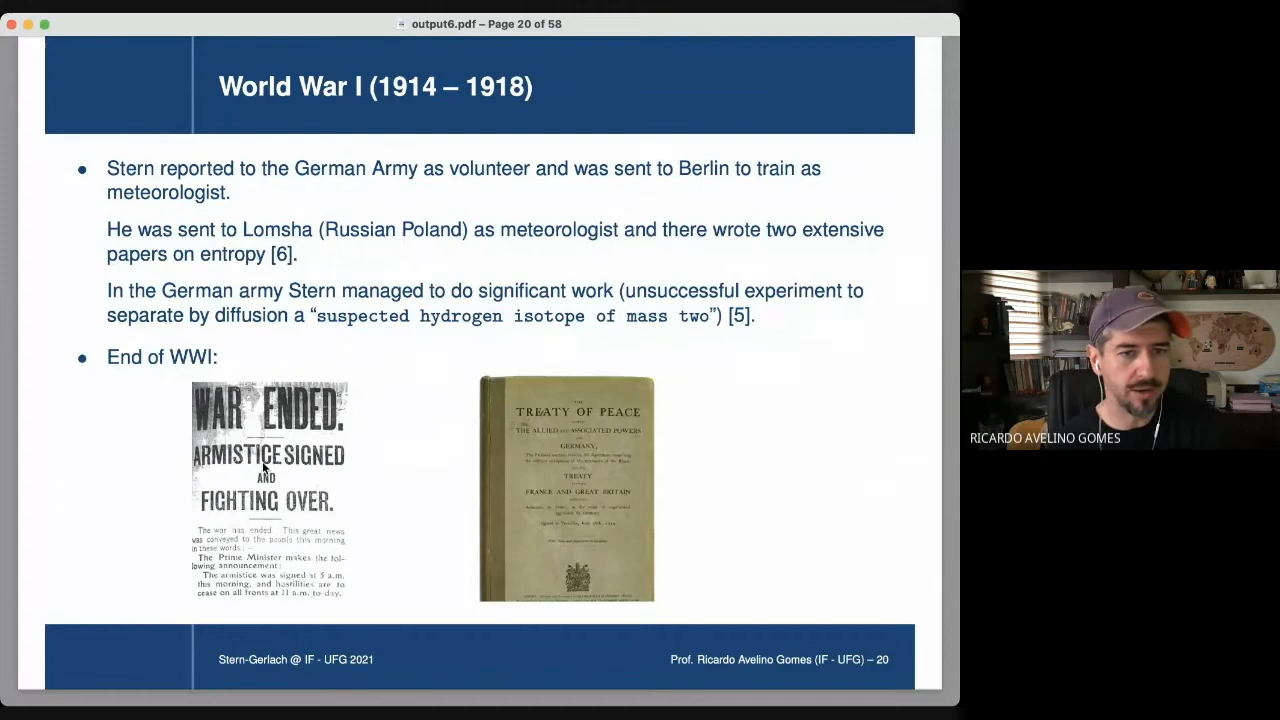 output6.pdf – Page 20 of 58
World War I (1914 – 1918)
• Stern reported to the German Army as volunteer and was sent to Berlin to train as
meteorologist.
He was sent to Lomsha (Russian Poland) as meteorologist and there wrote two extensive
papers on entropy [6].
In the German army Stern managed to do significant work (unsuccessful experiment to
separate by diffusion a “suspected hydrogen isotope of mass two”) [5].
• End of WWI:
WAR ENDED.
ARMISTICE SIGNED
AND
FIGHTING OVER.
The war has ended. This great news
was conveyed to the people this morning
in these words:—
The Prime Minister makes the fol-
lowing announcement:
The armistice was signed at 5 a.m.
this morning, and hostilities are to
cease on all fronts at 11 a.m. to-day.
THE
TREATY OF PEACE
THE ALLIED AND ASSOCIATED POWERS
GERMANY,
TREATY
FRANCE AND GREAT BRITAIN
RICARDO AVELINO GOMES
Stern-Gerlach @ IF - UFG 2021
Prof. Ricardo Avelino Gomes (IF - UFG) – 20